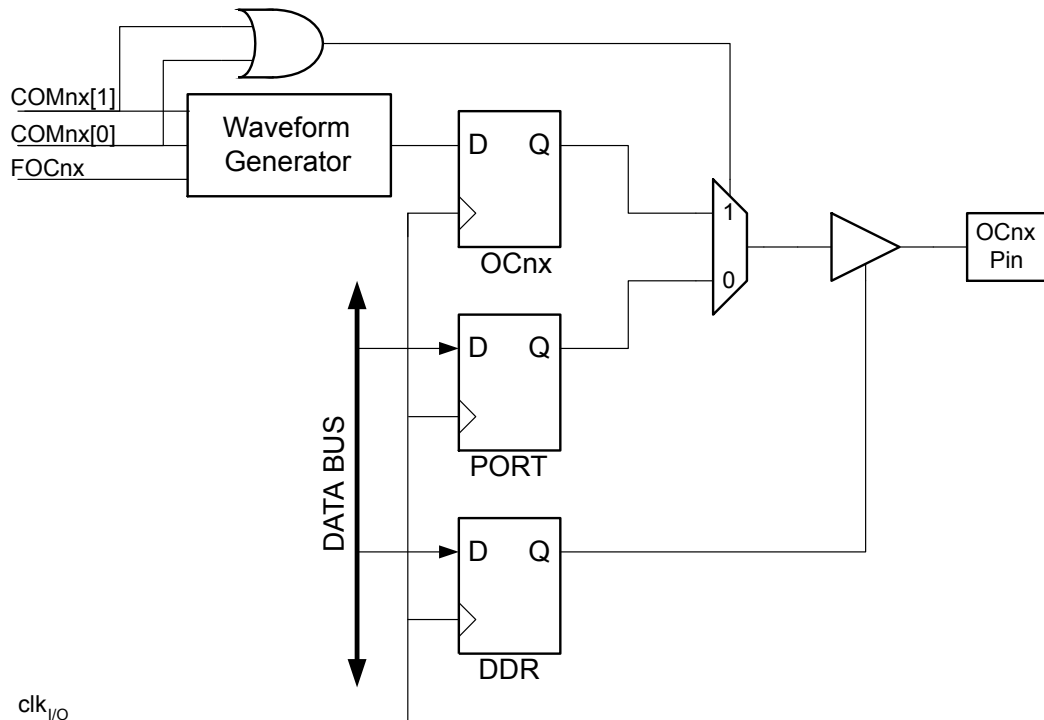 COMnx[1]
COMnx[0]
FOCnx
Waveform
Generator
D Q
OCnx
1
0
OCnx
Pin
D Q
PORT
DATA BUS
D Q
DDR
clkI/O